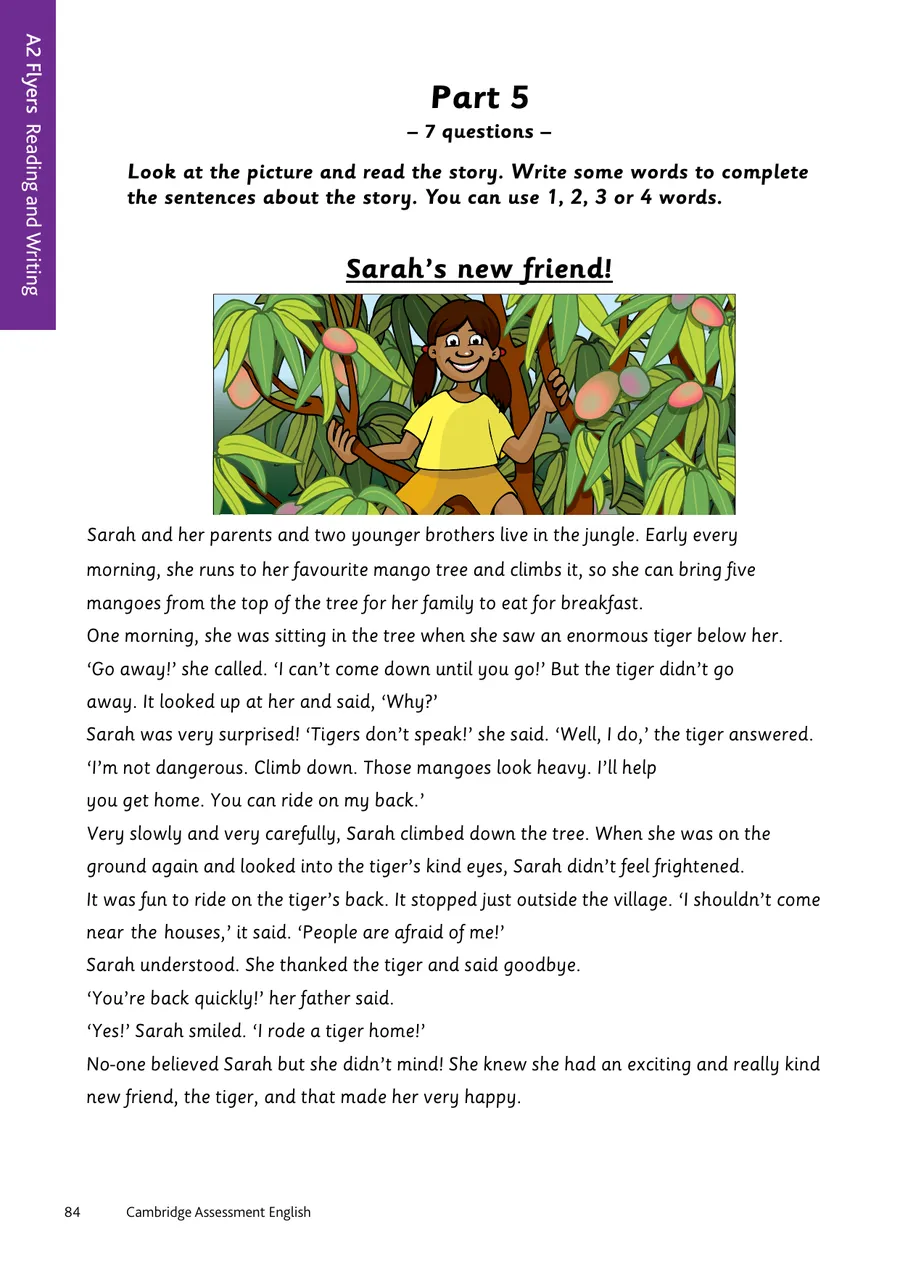 A2 Flyers Reading and Writing
Part 5
– 7 questions –
Look at the picture and read the story. Write some words to complete
the sentences about the story. You can use 1, 2, 3 or 4 words.
Sarah’s new friend!
Sarah and her parents and two younger brothers live in the jungle. Early every
morning, she runs to her favourite mango tree and climbs it, so she can bring five
mangoes from the top of the tree for her family to eat for breakfast.
One morning, she was sitting in the tree when she saw an enormous tiger below her.
‘Go away!’ she called. ‘I can’t come down until you go!’ But the tiger didn’t go
away. It looked up at her and said, ‘Why?’
Sarah was very surprised! ‘Tigers don’t speak!’ she said. ‘Well, I do,’ the tiger answered.
‘I’m not dangerous. Climb down. Those mangoes look heavy. I’ll help
you get home. You can ride on my back.’
Very slowly and very carefully, Sarah climbed down the tree. When she was on the
ground again and looked into the tiger’s kind eyes, Sarah didn’t feel frightened.
It was fun to ride on the tiger’s back. It stopped just outside the village. ‘I shouldn’t come
near the houses,’ it said. ‘People are afraid of me!’
Sarah understood. She thanked the tiger and said goodbye.
‘You’re back quickly!’ her father said.
‘Yes!’ Sarah smiled. ‘I rode a tiger home!’
No-one believed Sarah but she didn’t mind! She knew she had an exciting and really kind
new friend, the tiger, and that made her very happy.
84 Cambridge Assessment English